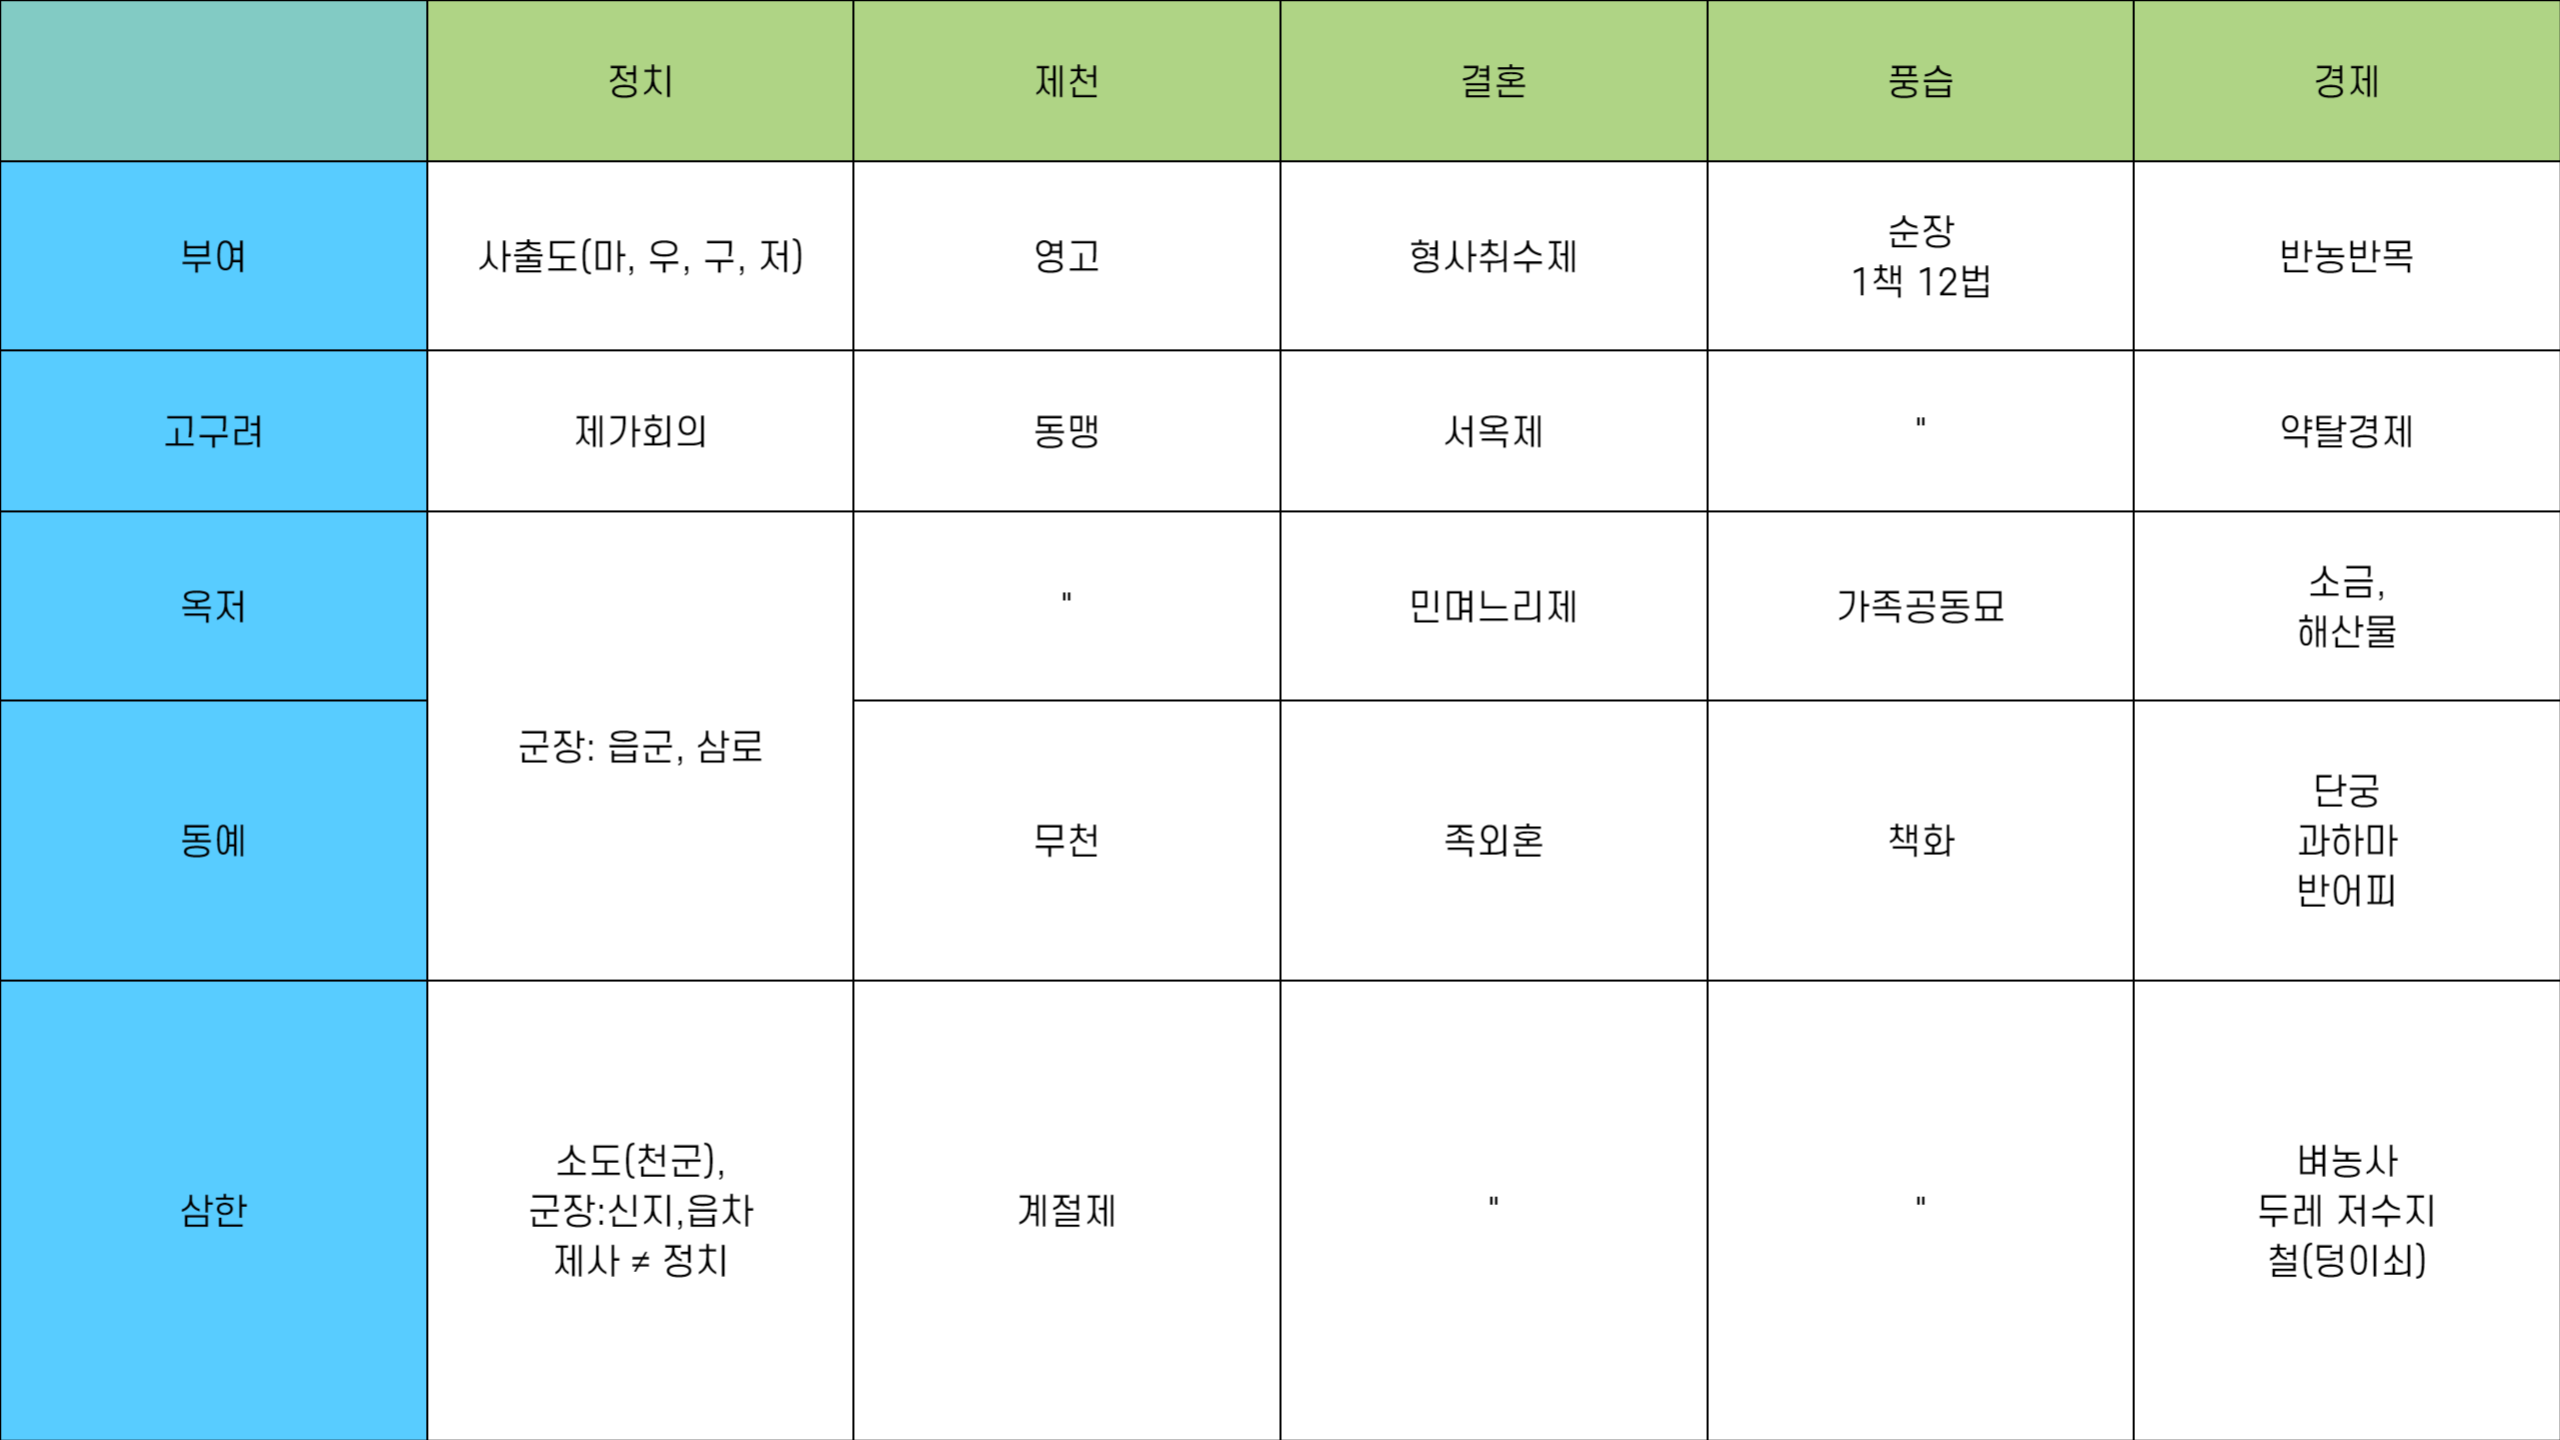 정치 제천 결혼 풍습 경제
부여
사출도(마, 우, 구, 저)
영고
형사취수제
순장
1책 12법
반농반목
고구려
제가회의
동맹
서옥제
"
약탈경제
옥저
군장: 읍군, 삼로
"
민며느리제
가족공동묘
소금,
해산물
동예
무천
족외혼
책화
단궁
과하마
반어피
삼한
소도(천군),
군장:신지,읍차
제사 ≠ 정치
계절제
"
"
벼농사
두레 저수지
철(덩이쇠)